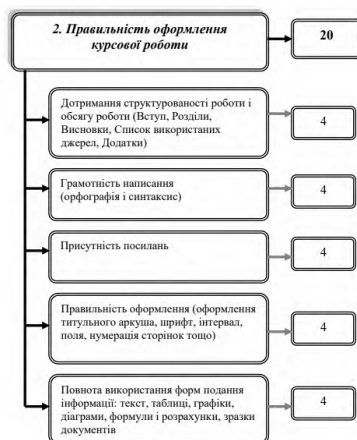 2. Правильність оформлення
курсової роботи
20
Дотримання структурованості роботи і
обсягу роботи (Вступ, Розділи,
Висновки, Список використаних
джерел, Додатки)
4
Грамотність написання
(орфографія і синтаксис)
4
Присутність посилань
4
Правильність оформлення (оформлення
титульного аркуша, шрифт, інтервал,
поля, нумерація сторінок тощо)
4
Повнота використання форм подання
інформації: текст, таблиці, графіки,
діаграми, формули і розрахунки, зразки
документів
4